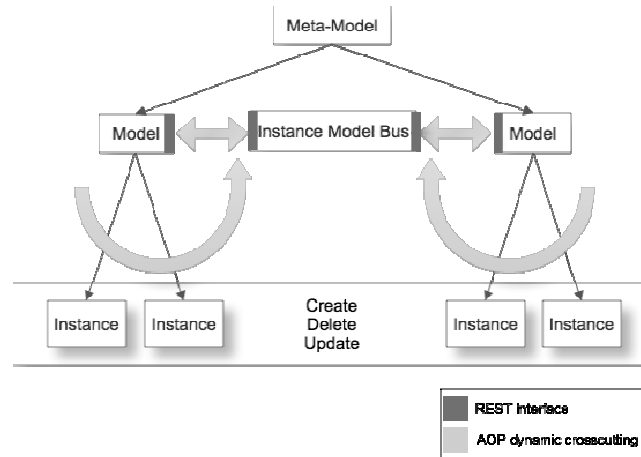 Meta-Model
Model
Instance Model Bus
Model
Instance
Instance
Create
Delete
Update
Instance
Instance
REST interface
AOP dynamic crosscutting